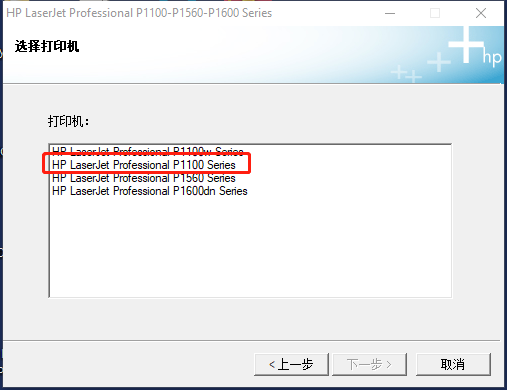 HP LaserJet Professional P1100-P1560-P1600 Series
选择打印机
hp
打印机：
HP LaserJet Professional P1100w Series
HP LaserJet Professional P1100 Series
HP LaserJet Professional P1560 Series
HP LaserJet Professional P1600dn Series
<上一步 下一步> 取消